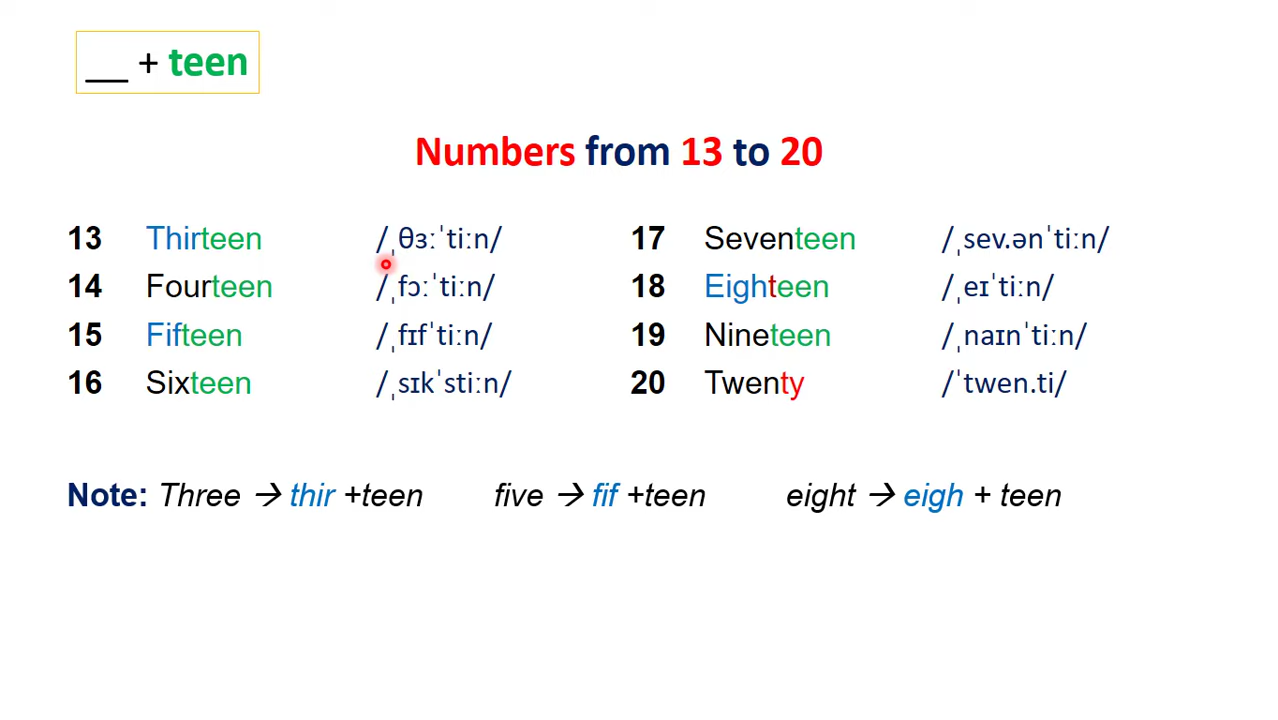 __ + teen
Numbers from 13 to 20
13 Thirteen /ˌθɜːˈtiːn/ 17 Seventeen /ˌsev.ənˈtiːn/
14 Fourteen /ˌfɔːˈtiːn/ 18 Eighteen /ˌeɪˈtiːn/
15 Fifteen /ˌfɪfˈtiːn/ 19 Nineteen /ˌnaɪnˈtiːn/
16 Sixteen /ˌsɪkˈstiːn/ 20 Twenty /ˈtwen.ti/
Note: Three → thir +teen five → fif +teen eight → eigh + teen